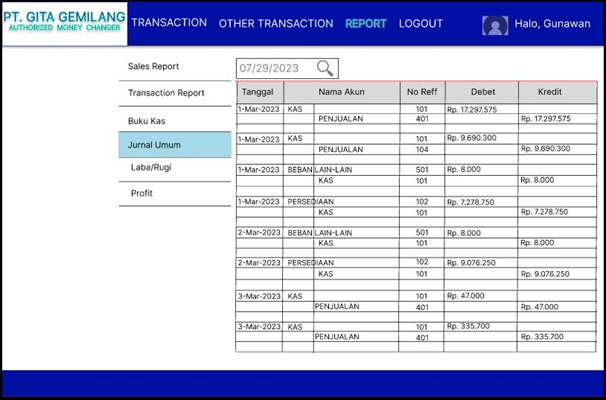 PT. GITA GEMILANG
AUTHORIZED MONEY CHANGER
TRANSACTION OTHER TRANSACTION REPORT LOGOUT Halo, Gunawan
Sales Report
Transaction Report
Buku Kas
Jurnal Umum
Laba/Rugi
Profit
07/29/2023
Tanggal Nama Akun No Reff Debet Kredit
1-Mar-2023 KAS 101 Rp. 17.297.575
PENJUALAN 401 Rp. 17.297.575
1-Mar-2023 KAS 101 Rp. 9.690.300
PENJUALAN 104 Rp. 9.690.300
1-Mar-2023 BEBAN LAIN-LAIN 501 Rp. 8.000
KAS 101 Rp. 8.000
1-Mar-2023 PERSEDIAAN 102 Rp. 7.278.750
KAS 101 Rp. 7.278.750
2-Mar-2023 BEBAN LAIN-LAIN 501 Rp. 8.000
KAS 101 Rp. 8.000
2-Mar-2023 PERSEDIAAN 102 Rp. 9.076.250
KAS 101 Rp. 9.076.250
3-Mar-2023 KAS 101 Rp. 47.000
PENJUALAN 401 Rp. 47.000
3-Mar-2023 KAS 101 Rp. 335.700
PENJUALAN 401 Rp. 335.700